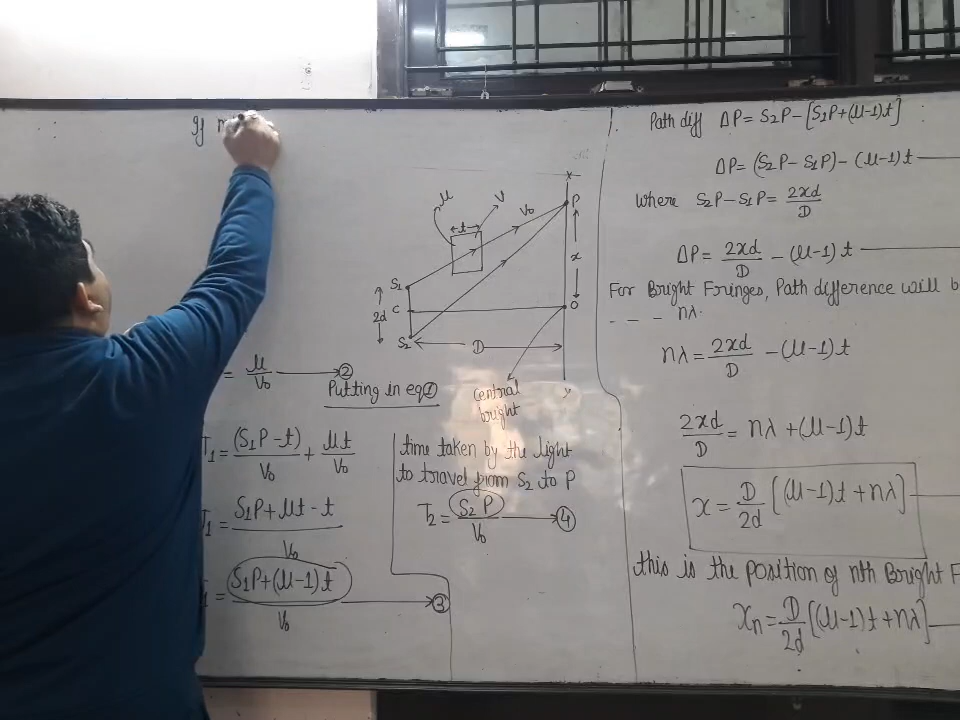 If
μ
←t→
V
V₀
X
P
x
S₁
C
2d
S₂
O
D
Central
bright
y
= μ/V₀ → ②
Putting in eq ①
T₁ = (S₁P-t)/V₀ + μt/V₀
T₁ = S₁P+μt-t/V₀
= S₁P+(μ-1)t/V₀ → ③
time taken by the light
to travel from S₂ to P
T₂ = S₂P/V₀ → ④
Path diff ΔP = S₂P-[S₁P+(μ-1)t]
ΔP = (S₂P-S₁P)-(μ-1)t
where S₂P-S₁P = 2xd/D
ΔP = 2xd/D - (μ-1)t
For Bright Fringes, Path difference will
- - - nλ.
nλ = 2xd/D - (μ-1)t
2xd/D = nλ+(μ-1)t
x = D/2d [(μ-1)t+nλ]
this is the position of nth Bright
xn = D/2d [(μ-1)t+nλ]